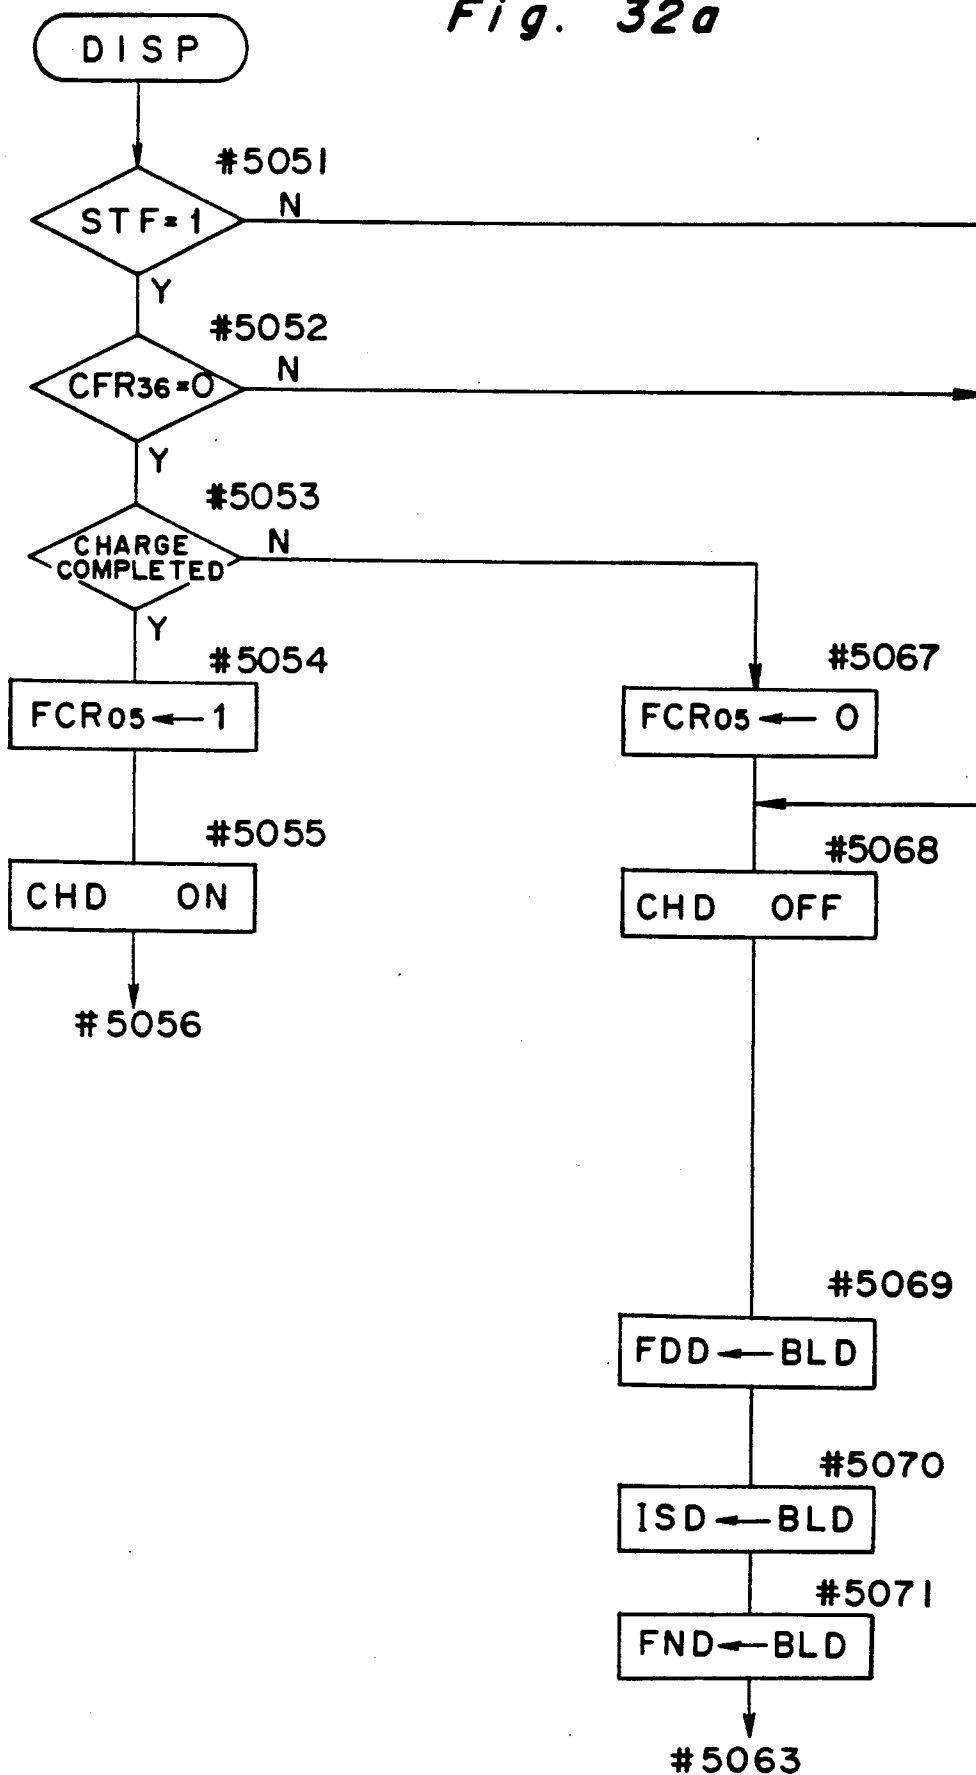 Fig. 32a
DISP
#5051
STF=1
N
Y
#5052
CFR36=0
N
Y
#5053
CHARGE
COMPLETED
N
Y
#5054
FCR05←1
#5055
CHD ON
#5056
#5067
FCR05← 0
#5068
CHD OFF
#5069
FDD←BLD
#5070
ISD←BLD
#5071
FND←BLD
#5063